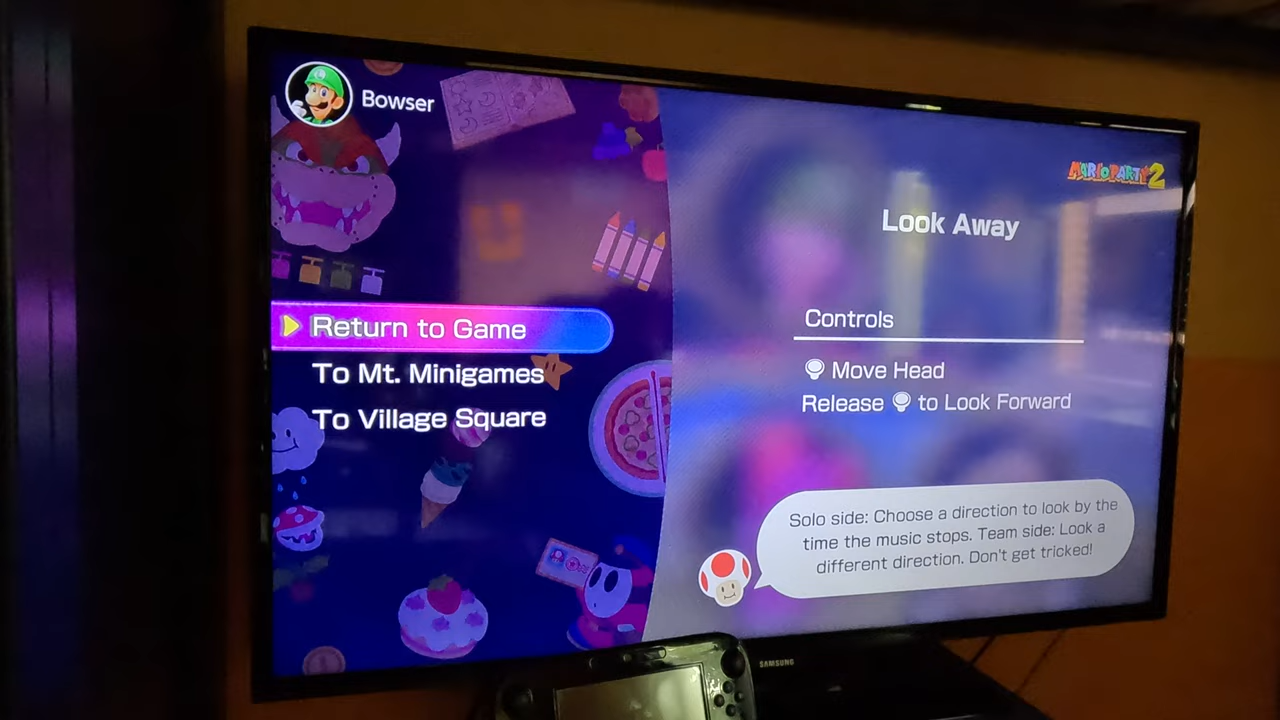 Bowser
MARIO PARTY 2
Look Away
Return to Game
To Mt. Minigames
To Village Square
Controls
Move Head
Release to Look Forward
Solo side: Choose a direction to look by the
time the music stops. Team side: Look a
different direction. Don't get tricked!
SAMSUNG